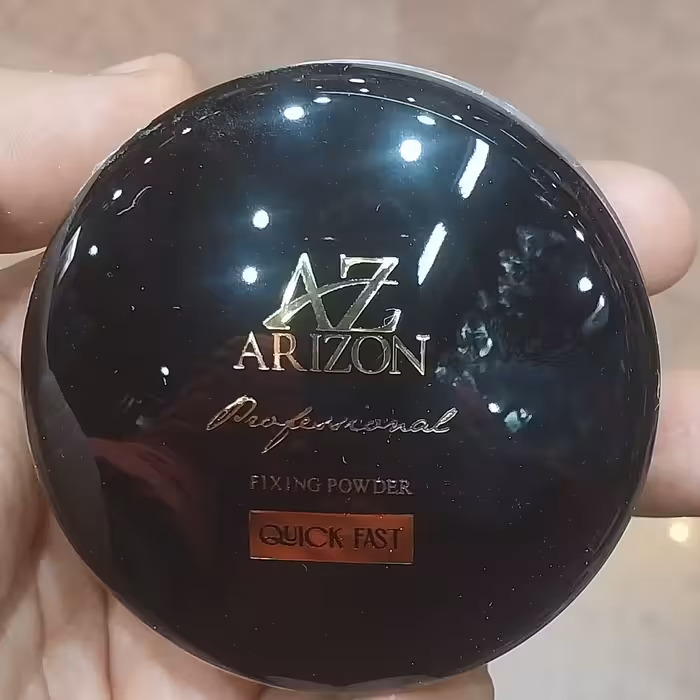 AZ
ARIZON
Professional
FIXING POWDER
QUICK FAST